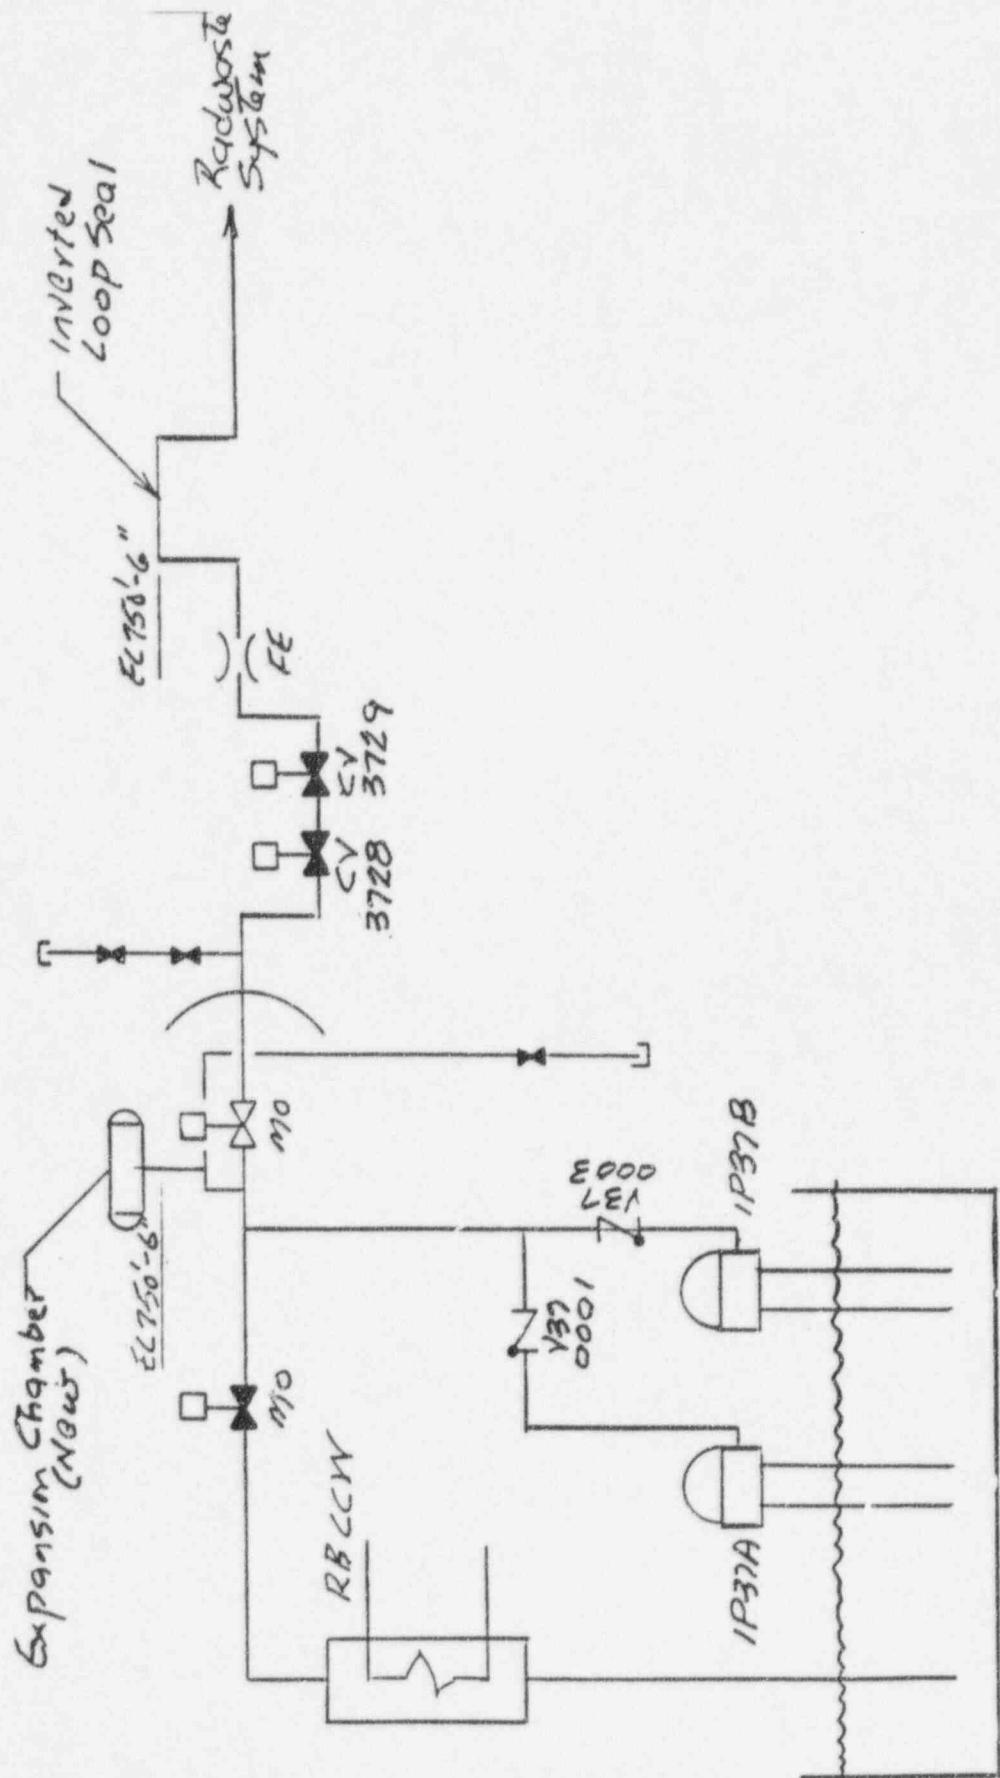 Expansion Chamber
(New)
EL750'-6"
EL750'-6"
Inverted
Loop Seal
Radwaste
System
MO
MO
CV
3728
CV
3729
FE
RBCCW
V37
0001
V37
0003
1P37A
1P37B